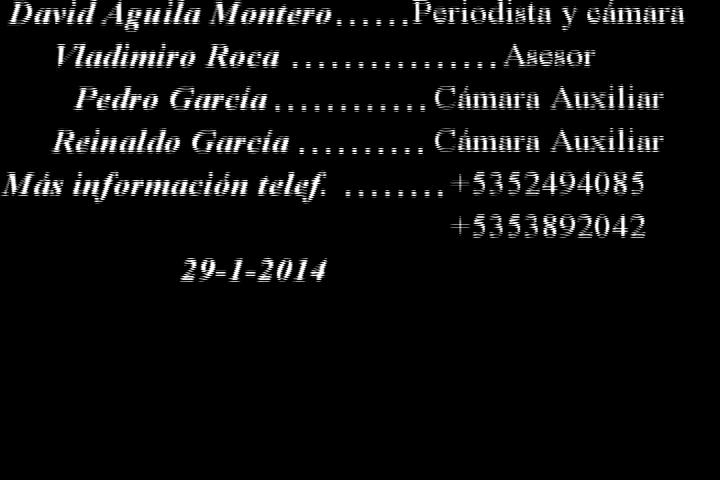 David Aguila Montero......Periodista y cámara
Vladimiro Roca ................Asesor
Pedro García............Cámara Auxiliar
Reinaldo García ..........Cámara Auxiliar
Más información telef. ........+5352494085
+5353892042
29-1-2014